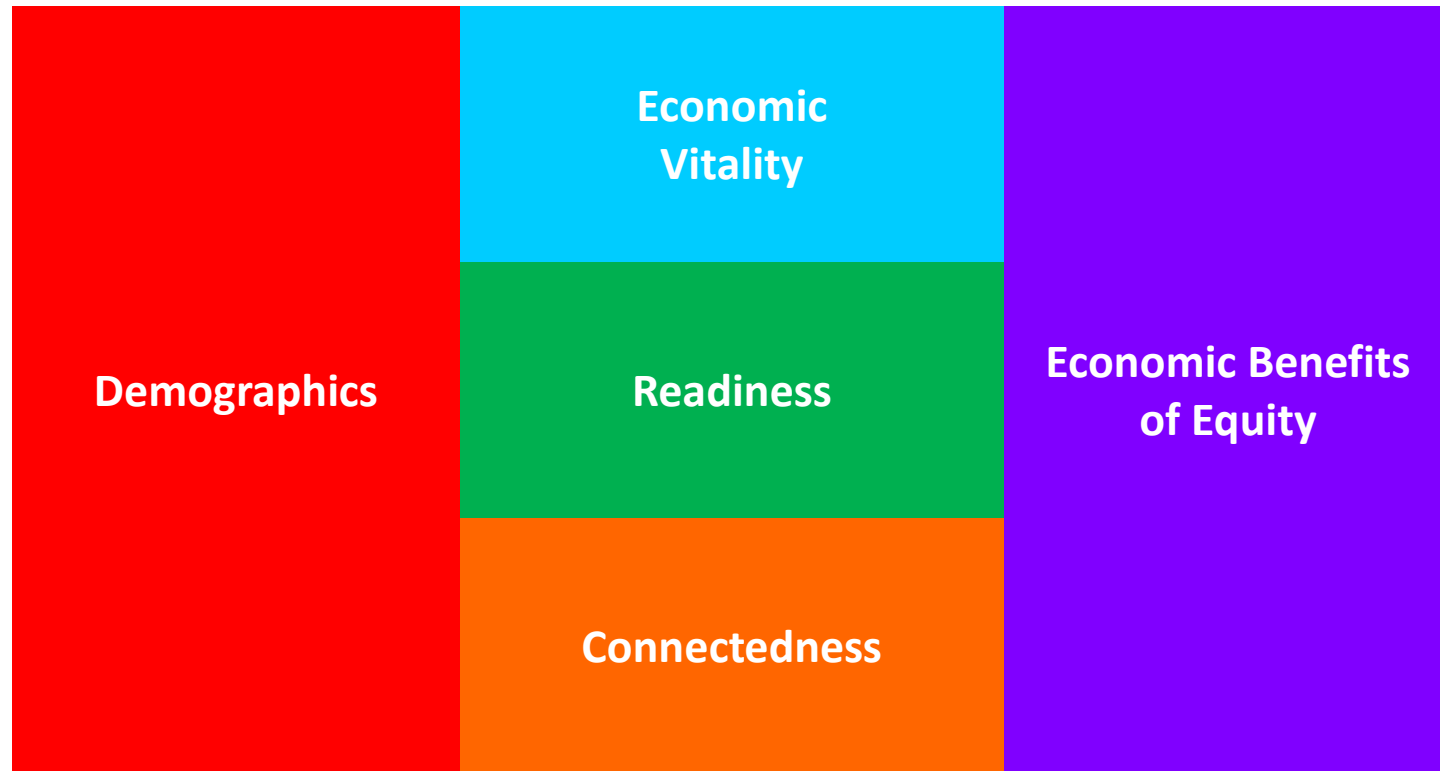 Demographics
Economic
Vitality
Readiness
Connectedness
Economic Benefits
of Equity